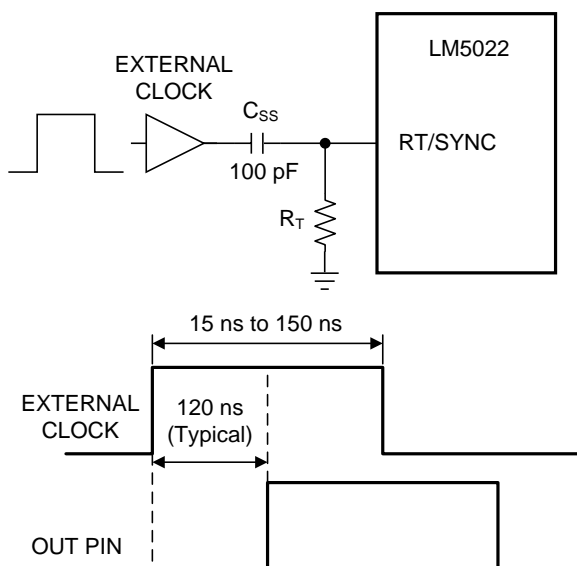 LM5022
EXTERNAL
CLOCK
C_SS
100 pF
RT/SYNC
R_T
15 ns to 150 ns
EXTERNAL
CLOCK
120 ns
(Typical)
OUT PIN